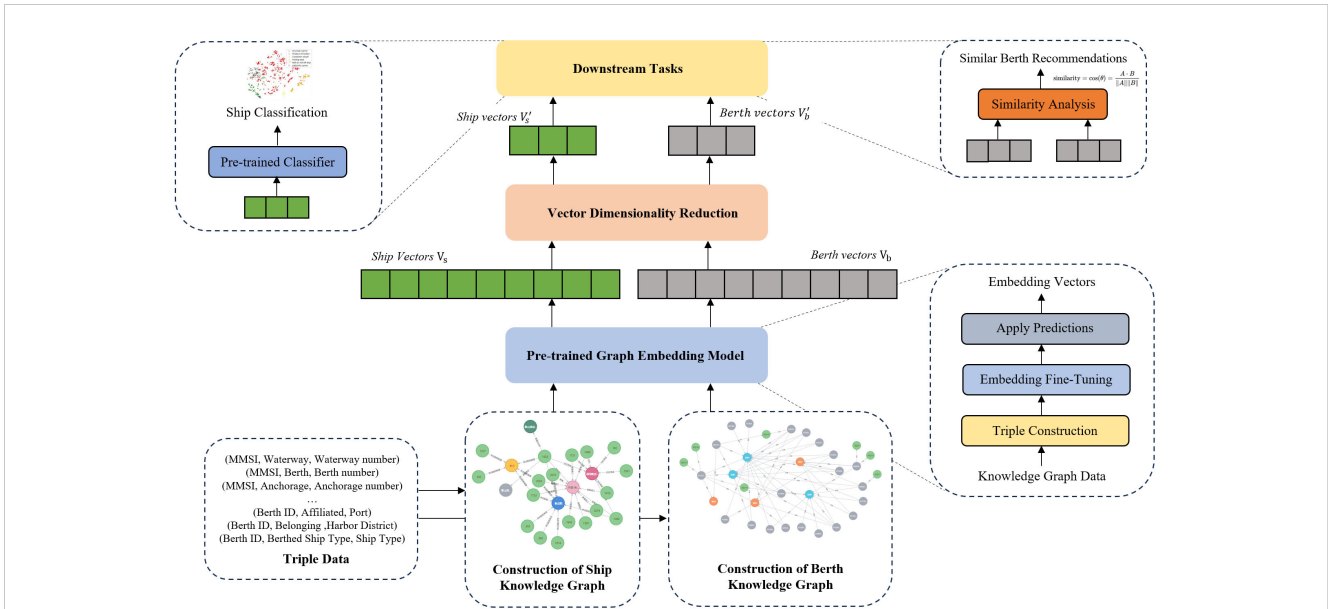 Downstream Tasks
Ship Classification
Pre-trained Classifier
Similar Berth Recommendations
similarity = cos(θ) = A · B / ||A|| ||B||
Similarity Analysis
Ship vectors V′s
Berth vectors V′b
Vector Dimensionality Reduction
Ship Vectors Vs
Berth vectors Vb
Pre-trained Graph Embedding Model
Embedding Vectors
Apply Predictions
Embedding Fine-Tuning
Triple Construction
Knowledge Graph Data
(MMSI, Waterway, Waterway number)
(MMSI, Berth, Berth number)
(MMSI, Anchorage, Anchorage number)
…
(Berth ID, Affiliated, Port)
(Berth ID, Belonging ,Harbor District)
(Berth ID, Berthed Ship Type, Ship Type)
Triple Data
Construction of Ship
Knowledge Graph
Construction of Berth
Knowledge Graph